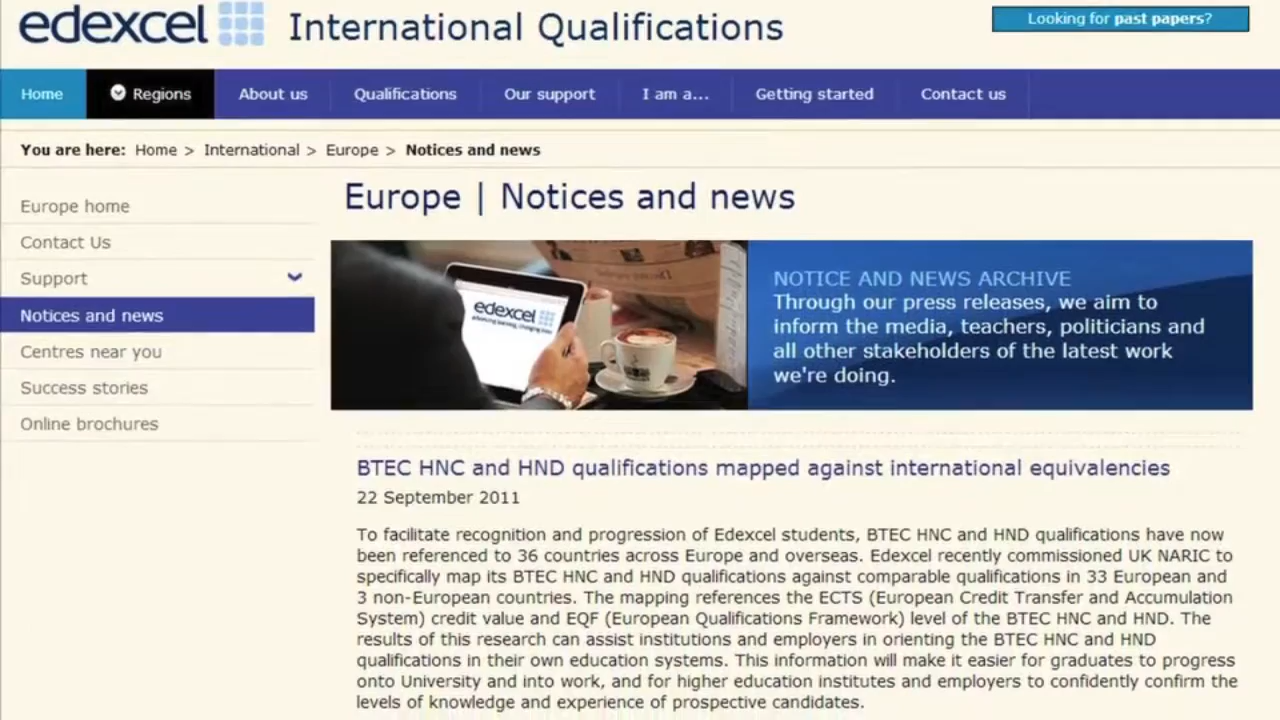 edexcel International Qualifications
Looking for past papers?
Home Regions About us Qualifications Our support I am a... Getting started Contact us
You are here: Home > International > Europe > Notices and news
Europe home
Contact Us
Support
Notices and news
Centres near you
Success stories
Online brochures
Europe | Notices and news
edexcel
advancing learning, changing lives
NOTICE AND NEWS ARCHIVE
Through our press releases, we aim to
inform the media, teachers, politicians and
all other stakeholders of the latest work
we're doing.
BTEC HNC and HND qualifications mapped against international equivalencies
22 September 2011
To facilitate recognition and progression of Edexcel students, BTEC HNC and HND qualifications have now
been referenced to 36 countries across Europe and overseas. Edexcel recently commissioned UK NARIC to
specifically map its BTEC HNC and HND qualifications against comparable qualifications in 33 European and
3 non-European countries. The mapping references the ECTS (European Credit Transfer and Accumulation
System) credit value and EQF (European Qualifications Framework) level of the BTEC HNC and HND. The
results of this research can assist institutions and employers in orienting the BTEC HNC and HND
qualifications in their own education systems. This information will make it easier for graduates to progress
onto University and into work, and for higher education institutes and employers to confidently confirm the
levels of knowledge and experience of prospective candidates.